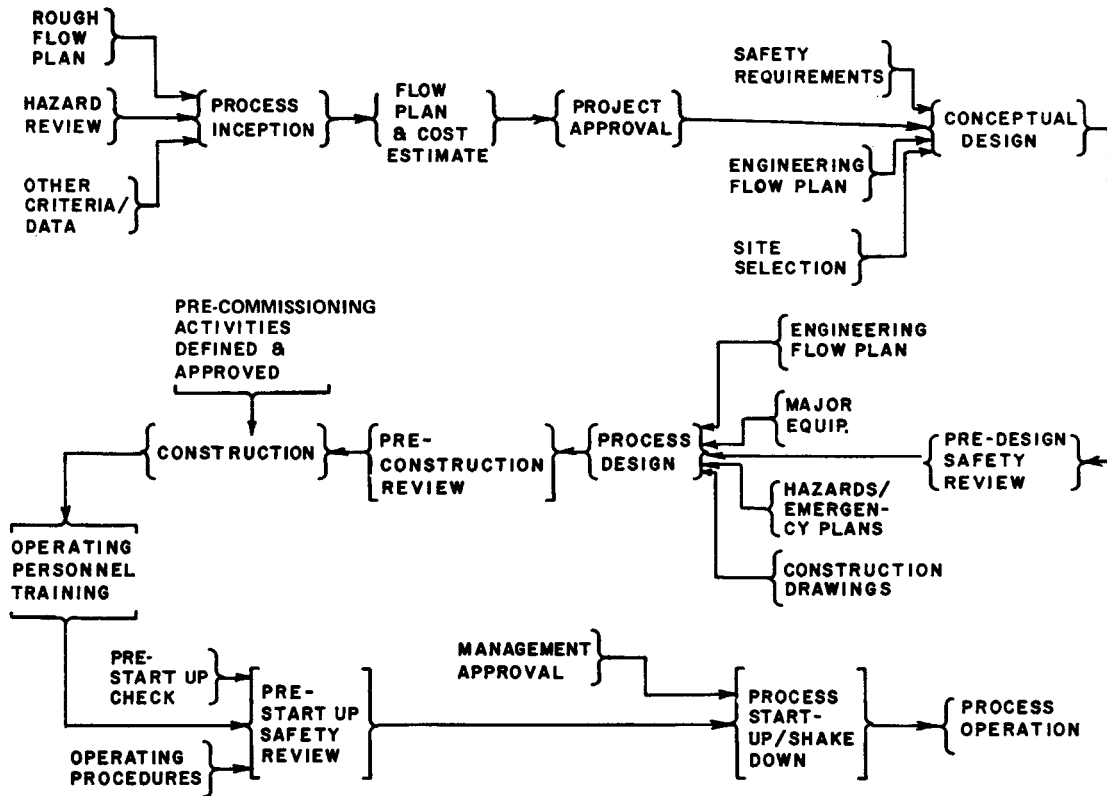 ROUGH
FLOW
PLAN
HAZARD
REVIEW
OTHER
CRITERIA/
DATA
PROCESS
INCEPTION
FLOW
PLAN
& COST
ESTIMATE
PROJECT
APPROVAL
SAFETY
REQUIREMENTS
ENGINEERING
FLOW PLAN
SITE
SELECTION
CONCEPTUAL
DESIGN
PRE-COMMISSIONING
ACTIVITIES
DEFINED &
APPROVED
CONSTRUCTION
PRE-
CONSTRUCTION
REVIEW
PROCESS
DESIGN
ENGINEERING
FLOW PLAN
MAJOR
EQUIP.
HAZARDS/
EMERGEN-
CY PLANS
CONSTRUCTION
DRAWINGS
PRE-DESIGN
SAFETY
REVIEW
OPERATING
PERSONNEL
TRAINING
PRE-
START UP
CHECK
OPERATING
PROCEDURES
PRE-
START UP
SAFETY
REVIEW
MANAGEMENT
APPROVAL
PROCESS
START-
UP/SHAKE
DOWN
PROCESS
OPERATION